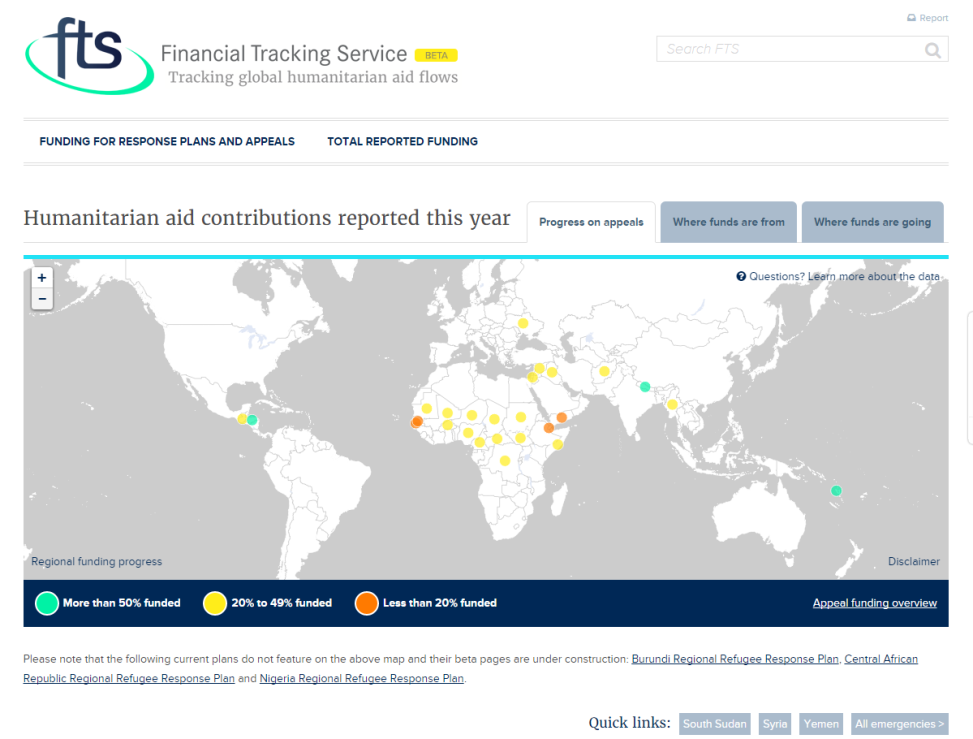 Report
fts
Financial Tracking Service BETA
Tracking global humanitarian aid flows
Search FTS
FUNDING FOR RESPONSE PLANS AND APPEALS TOTAL REPORTED FUNDING
Humanitarian aid contributions reported this year
Progress on appeals Where funds are from Where funds are going
+
−
Questions? Learn more about the data
Regional funding progress Disclaimer
More than 50% funded 20% to 49% funded Less than 20% funded Appeal funding overview
Please note that the following current plans do not feature on the above map and their beta pages are under construction: Burundi Regional Refugee Response Plan, Central African
Republic Regional Refugee Response Plan and Nigeria Regional Refugee Response Plan.
Quick links: South Sudan Syria Yemen All emergencies >